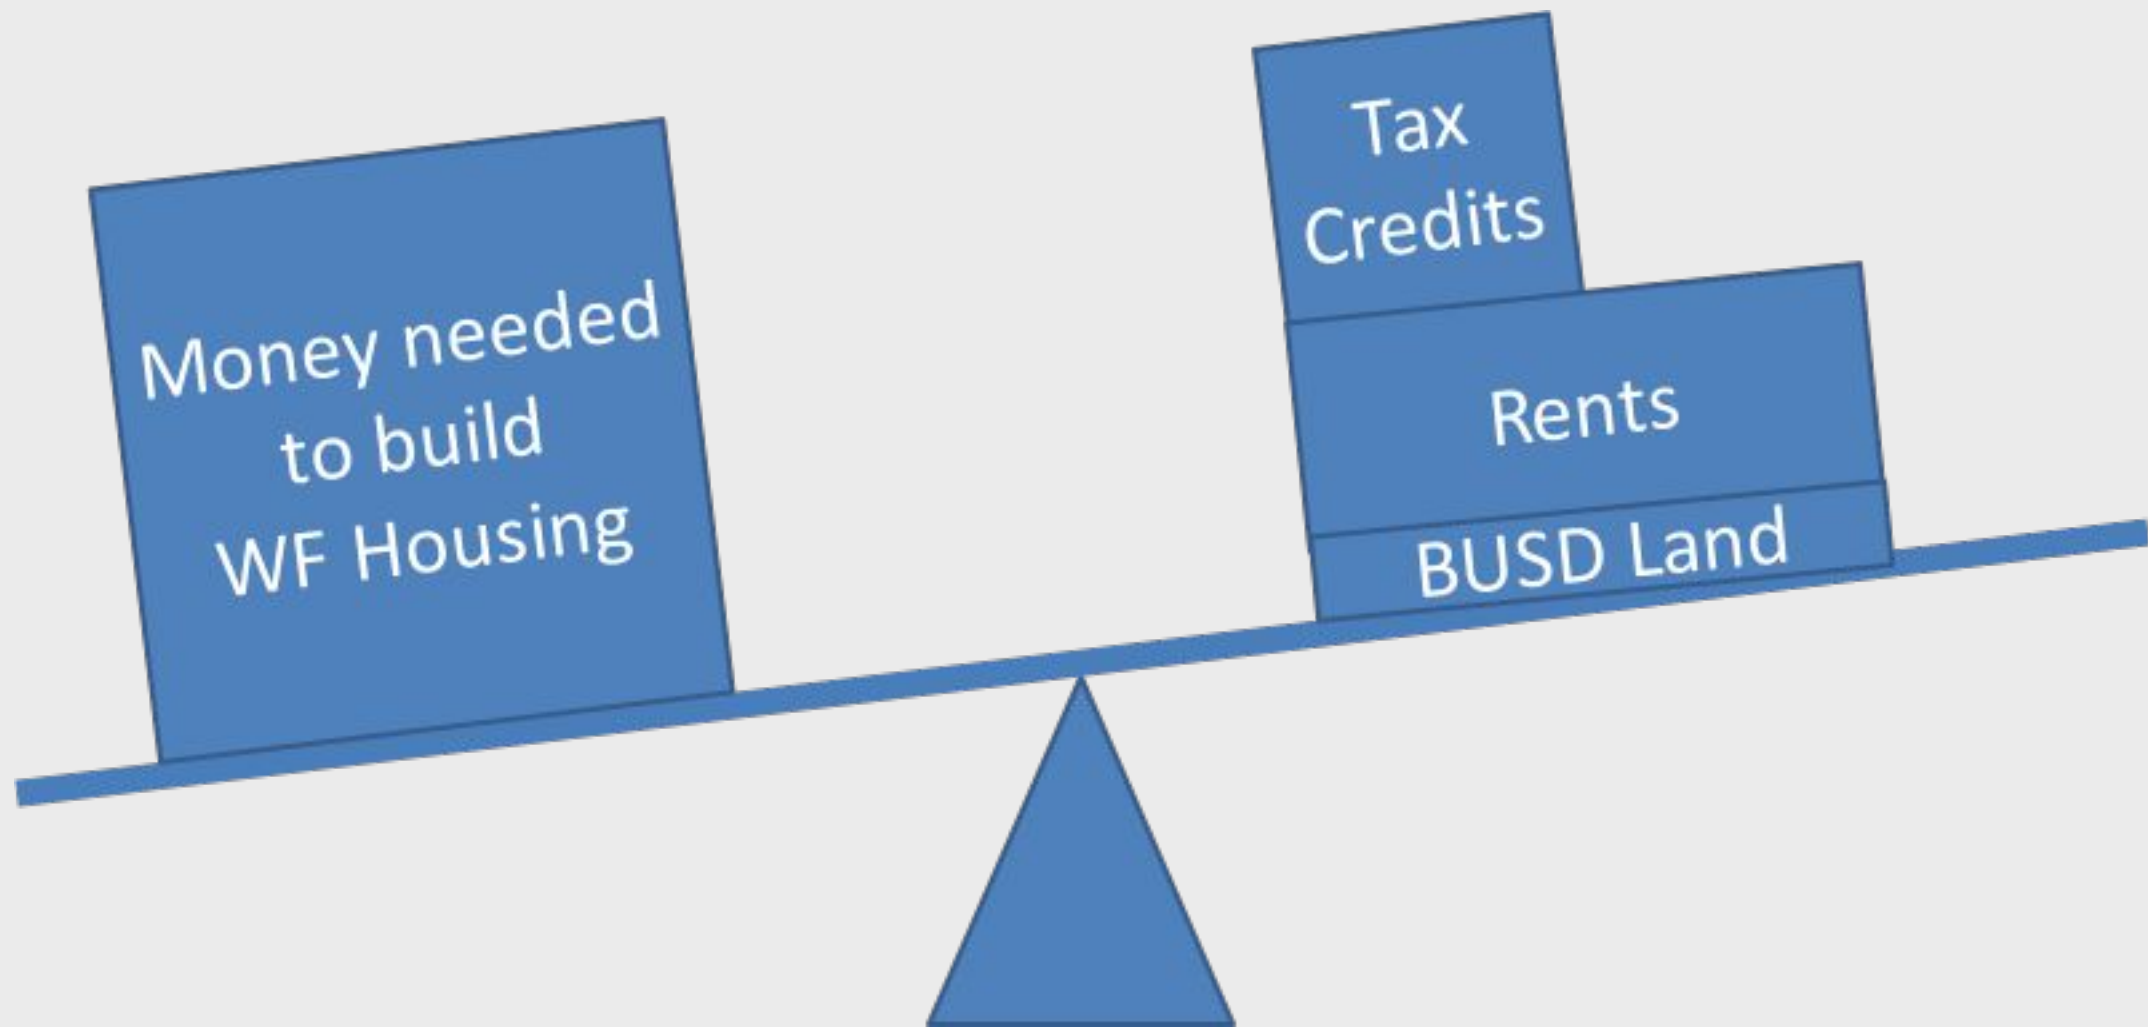 Money needed
to build
WF Housing
Tax
Credits
Rents
BUSD Land